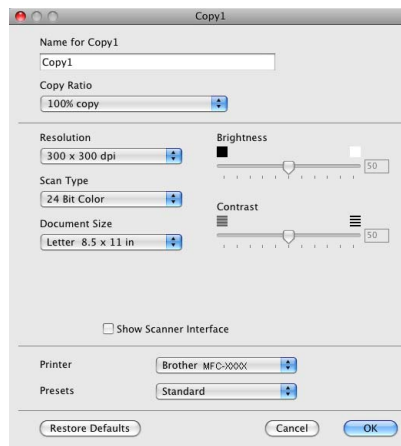 Copy1
Name for Copy1
Copy1
Copy Ratio
100% copy
Resolution
300 x 300 dpi
Scan Type
24 Bit Color
Document Size
Letter 8.5 x 11 in
Brightness
50
Contrast
50
Show Scanner Interface
Printer
Brother MFC-XXXX
Presets
Standard
Restore Defaults
Cancel
OK